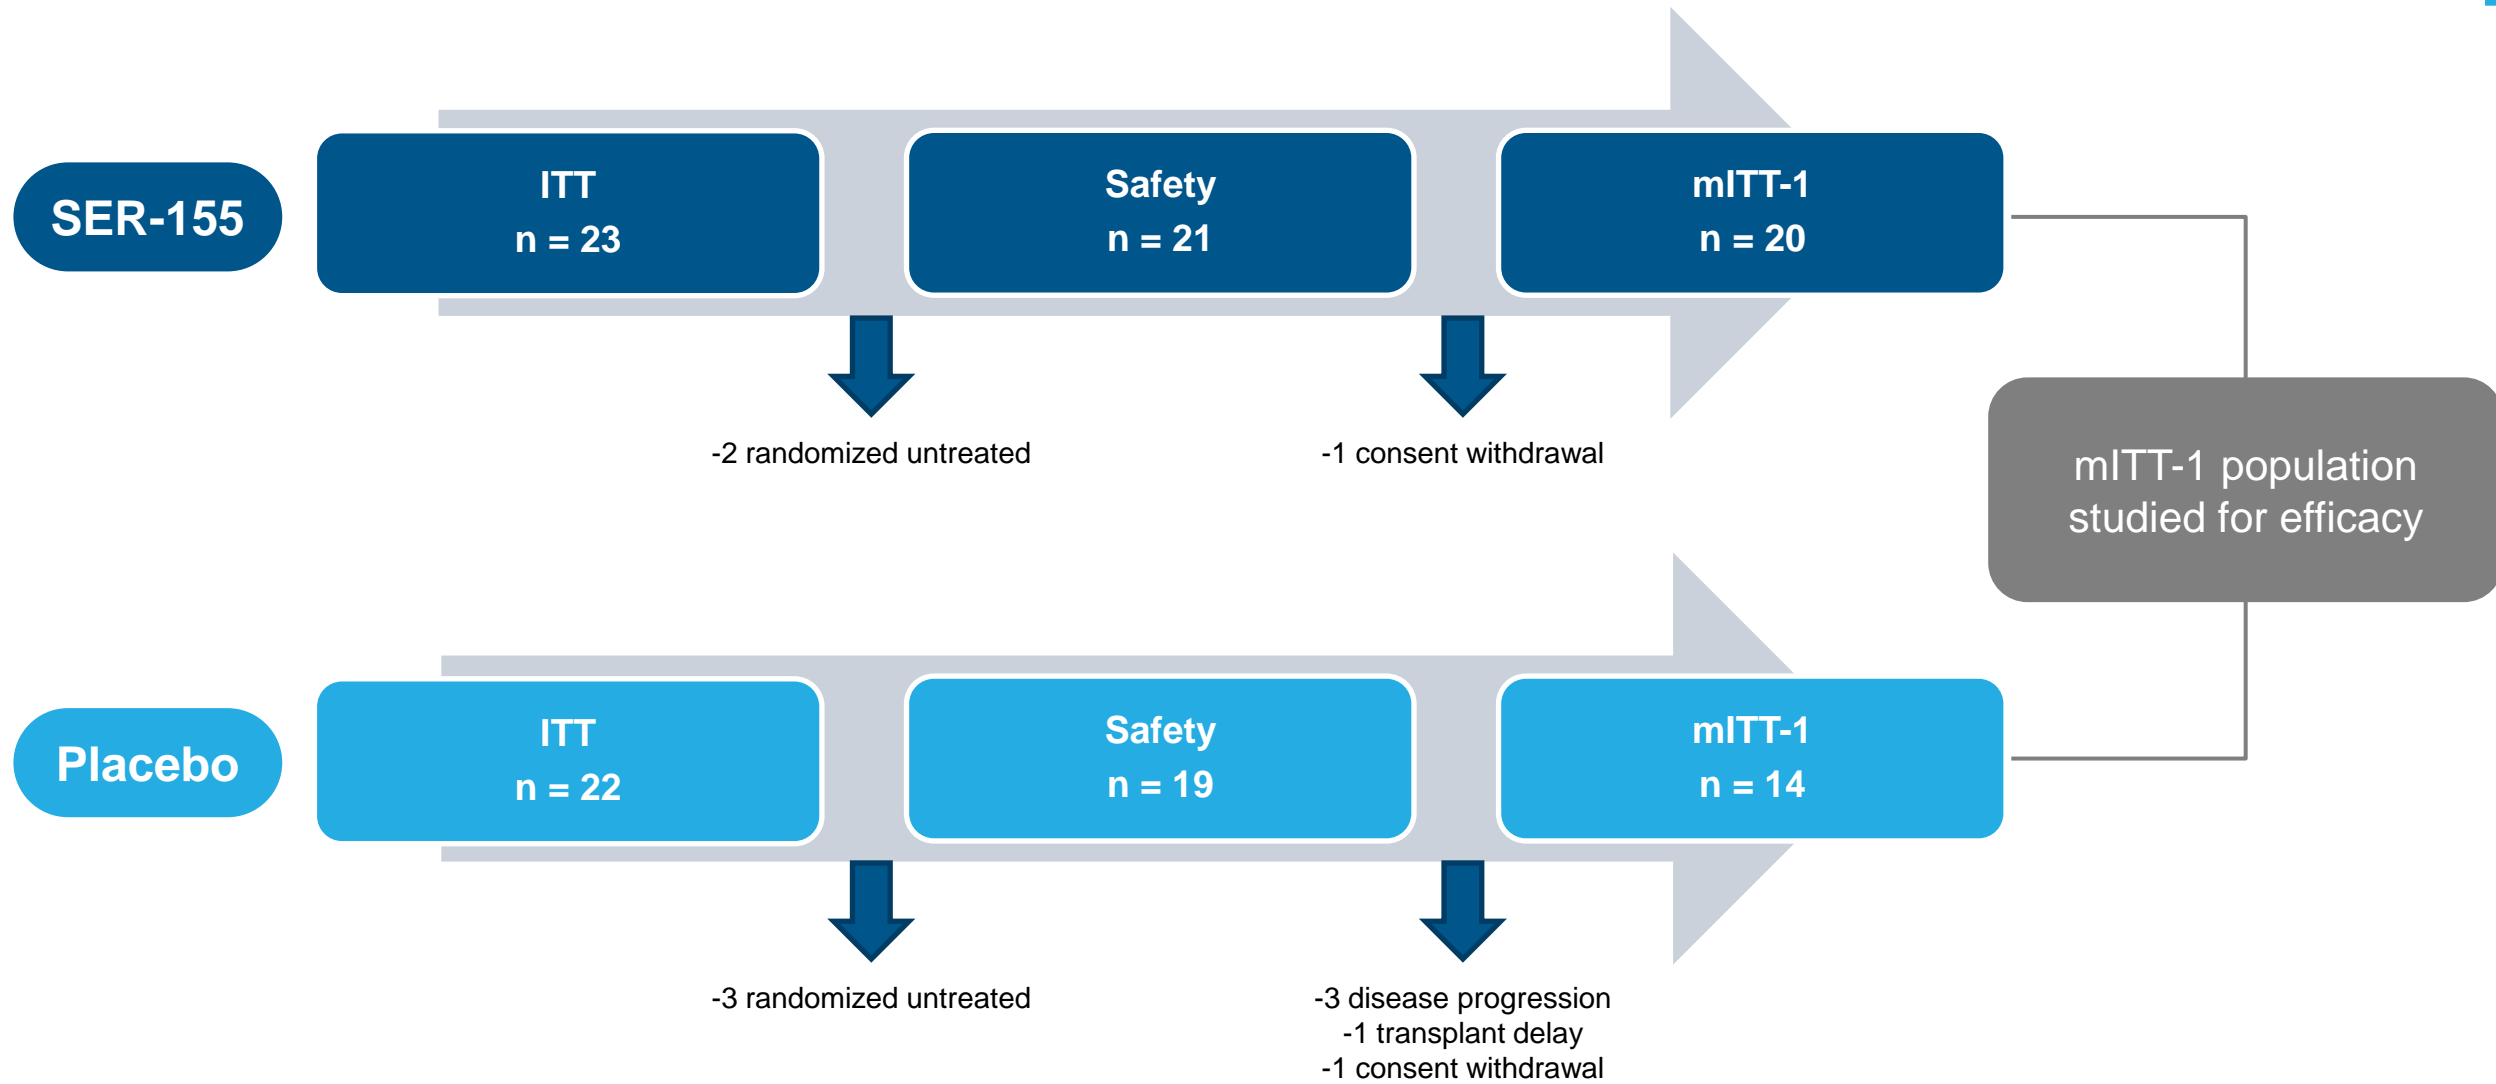 SER-155
ITT
n = 23
Safety
n = 21
mITT-1
n = 20
-2 randomized untreated
-1 consent withdrawal
mITT-1 population
studied for efficacy
Placebo
ITT
n = 22
Safety
n = 19
mITT-1
n = 14
-3 randomized untreated
-3 disease progression
-1 transplant delay
-1 consent withdrawal